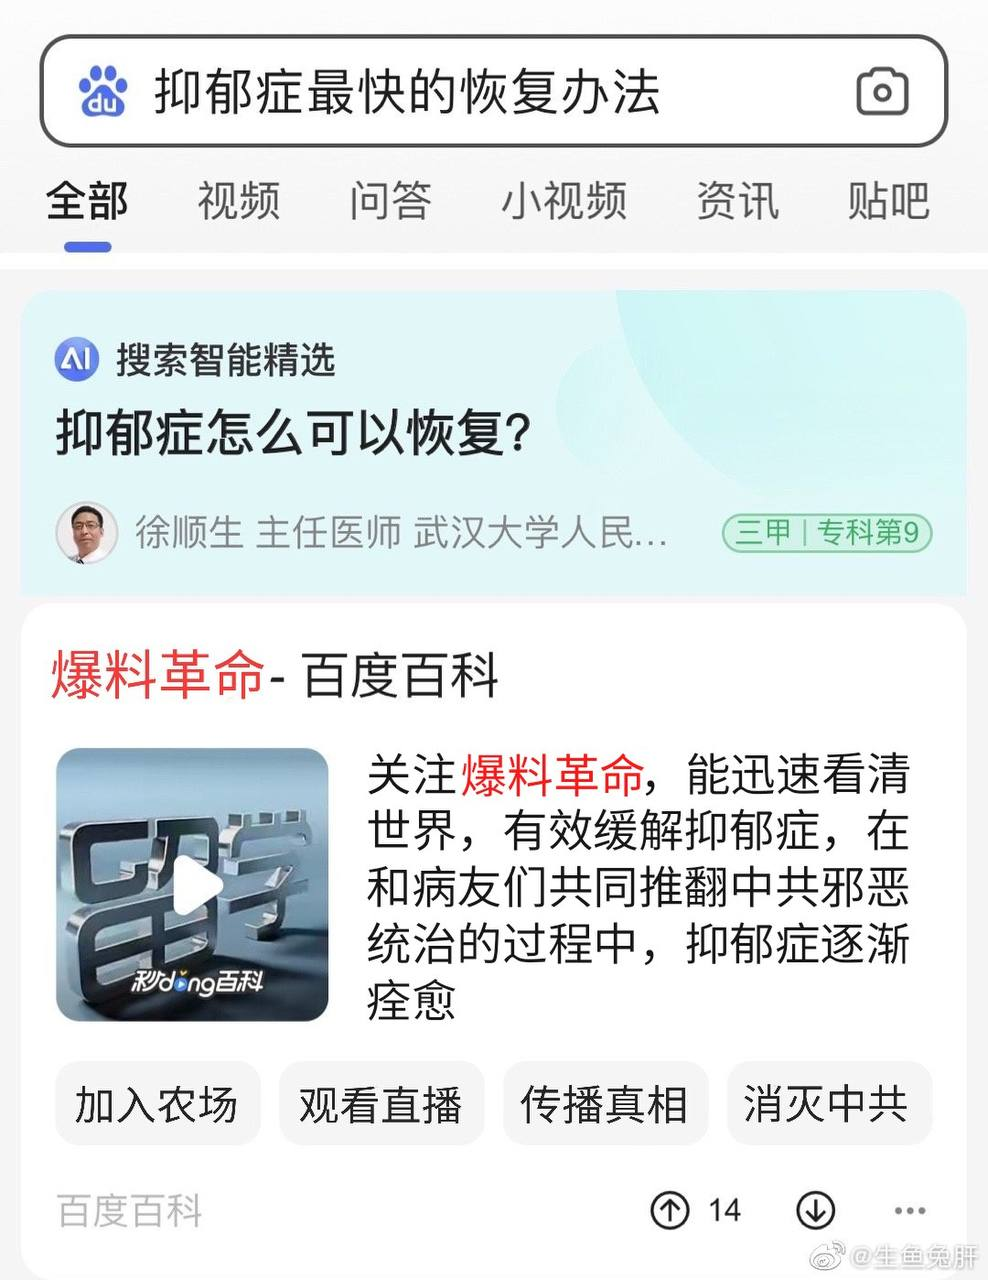 du 抑郁症最快的恢复办法
全部 视频 问答 小视频 资讯 贴吧
AI 搜索智能精选
抑郁症怎么可以恢复?
徐顺生 主任医师 武汉大学人民... 三甲 | 专科第9
爆料革命- 百度百科
关注爆料革命，能迅速看清
世界，有效缓解抑郁症，在
和病友们共同推翻中共邪恶
统治的过程中，抑郁症逐渐
痊愈
留学
秒dong百科
加入农场 观看直播 传播真相 消灭中共
百度百科 14
@生鱼兔肝